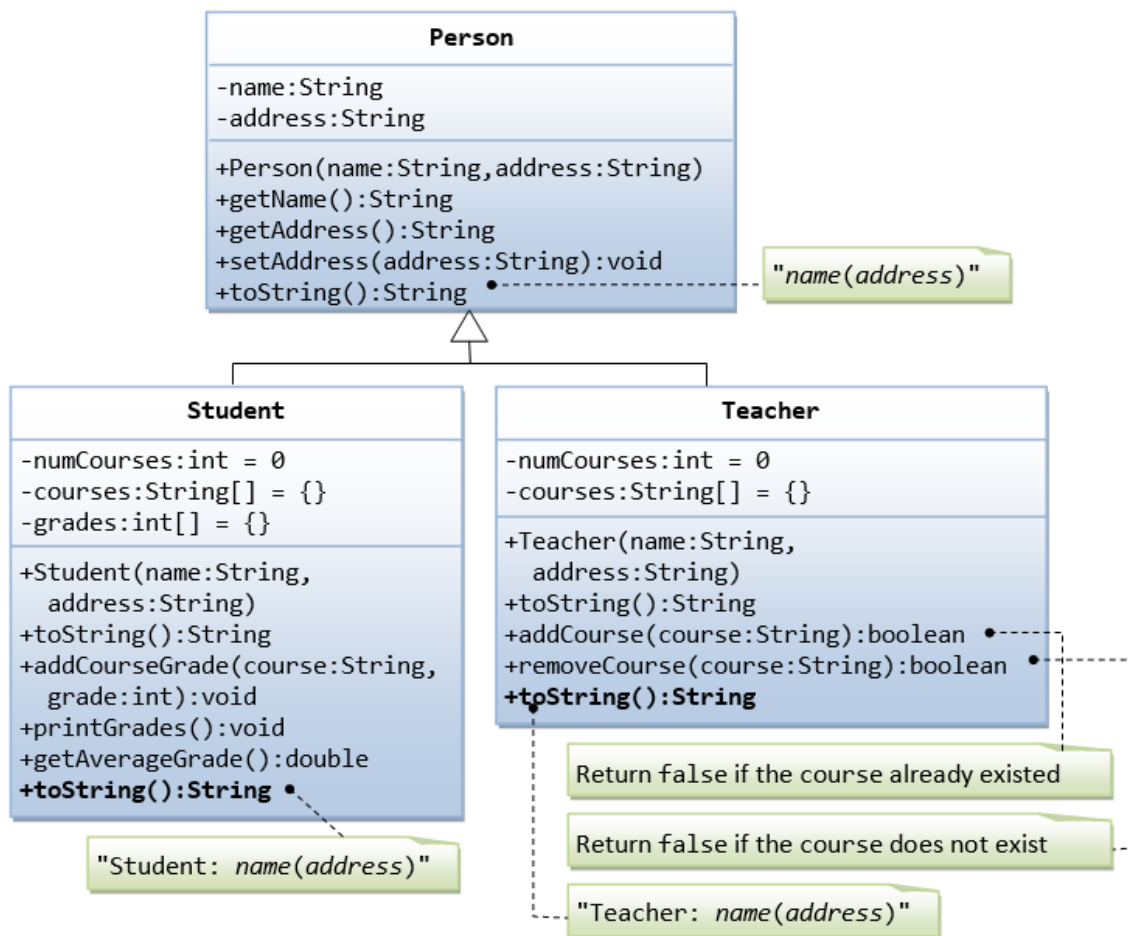 Person
-name:String
-address:String
+Person(name:String,address:String)
+getName():String
+getAddress():String
+setAddress(address:String):void
+toString():String
"name(address)"
Student
-numCourses:int = 0
-courses:String[] = {}
-grades:int[] = {}
+Student(name:String,
address:String)
+toString():String
+addCourseGrade(course:String,
grade:int):void
+printGrades():void
+getAverageGrade():double
+toString():String
"Student: name(address)"
Teacher
-numCourses:int = 0
-courses:String[] = {}
+Teacher(name:String,
address:String)
+toString():String
+addCourse(course:String):boolean
+removeCourse(course:String):boolean
+toString():String
Return false if the course already existed
Return false if the course does not exist
"Teacher: name(address)"